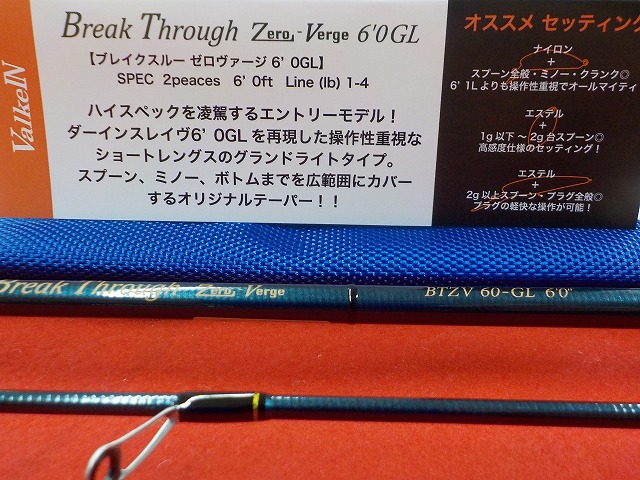 ValkeIN
Break Through Zero-Verge 6'0GL
【ブレイクスルー ゼロヴァージ 6' 0GL】
SPEC 2peaces 6' 0ft Line (lb) 1-4
ハイスペックを凌駕するエントリーモデル！
ダーインスレイヴ6' 0GLを再現した操作性重視な
ショートレングスのグランドライトタイプ。
スプーン、ミノー、ボトムまでを広範囲にカバー
するオリジナルテーパー！！
オススメ セッティング
ナイロン
+
スプーン全般・ミノー・クランク◎
6' 1Lよりも操作性重視でオールマイティ
エステル
+
1g以下 〜 2g台スプーン◎
高感度仕様のセッティング！
エステル
+
2g以上スプーン・プラグ全般◎
プラグの軽快な操作が可能！
Break Through Zero-Verge
BTZV 60-GL 6'0"